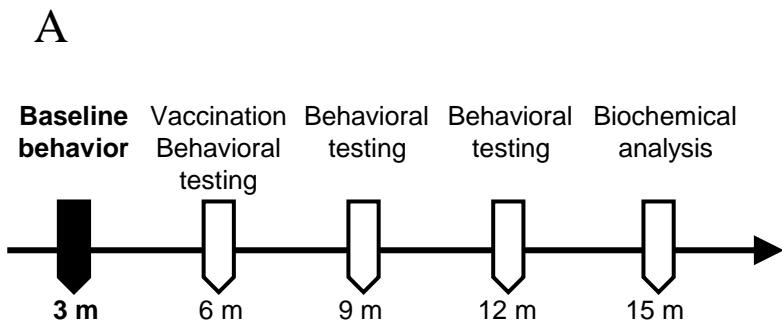 A
Baseline Vaccination Behavioral Behavioral Biochemical
behavior Behavioral testing testing analysis
testing
3 m 6 m 9 m 12 m 15 m